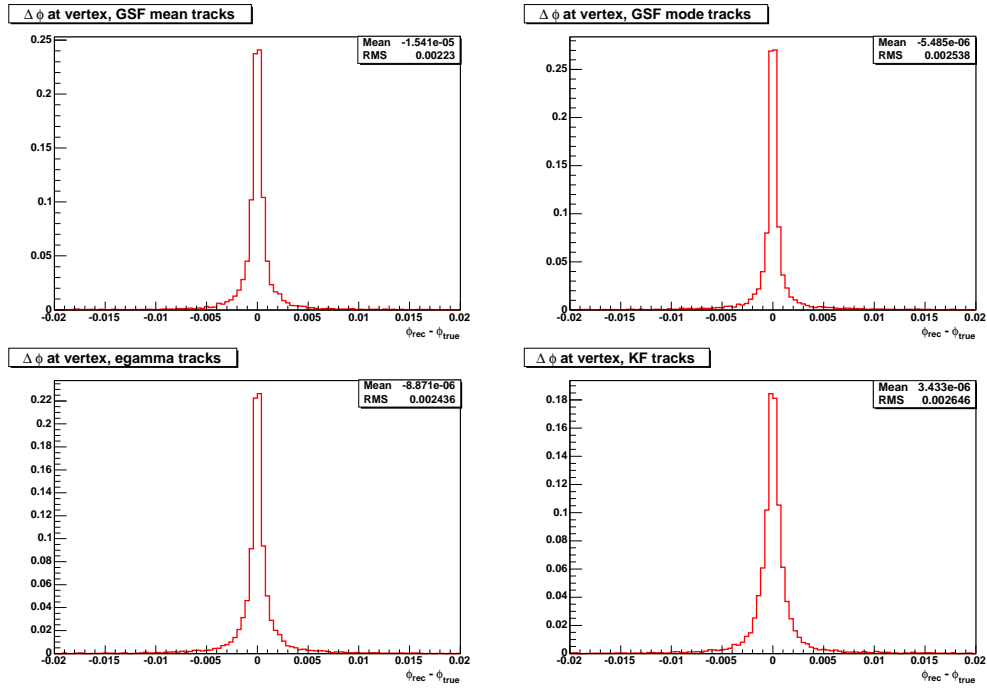 Δ ϕ at vertex, GSF mean tracks
Mean -1.541e-05
RMS 0.00223
0.25
0.2
0.15
0.1
0.05
0
-0.02 -0.015 -0.01 -0.005 0 0.005 0.01 0.015 0.02
ϕrec - ϕtrue
Δ ϕ at vertex, GSF mode tracks
Mean -5.485e-06
RMS 0.002538
0.25
0.2
0.15
0.1
0.05
0
-0.02 -0.015 -0.01 -0.005 0 0.005 0.01 0.015 0.02
ϕrec - ϕtrue
Δ ϕ at vertex, egamma tracks
Mean -8.871e-06
RMS 0.002436
0.22
0.2
0.18
0.16
0.14
0.12
0.1
0.08
0.06
0.04
0.02
0
-0.02 -0.015 -0.01 -0.005 0 0.005 0.01 0.015 0.02
ϕrec - ϕtrue
Δ ϕ at vertex, KF tracks
Mean 3.433e-06
RMS 0.002646
0.18
0.16
0.14
0.12
0.1
0.08
0.06
0.04
0.02
0
-0.02 -0.015 -0.01 -0.005 0 0.005 0.01 0.015 0.02
ϕrec - ϕtrue